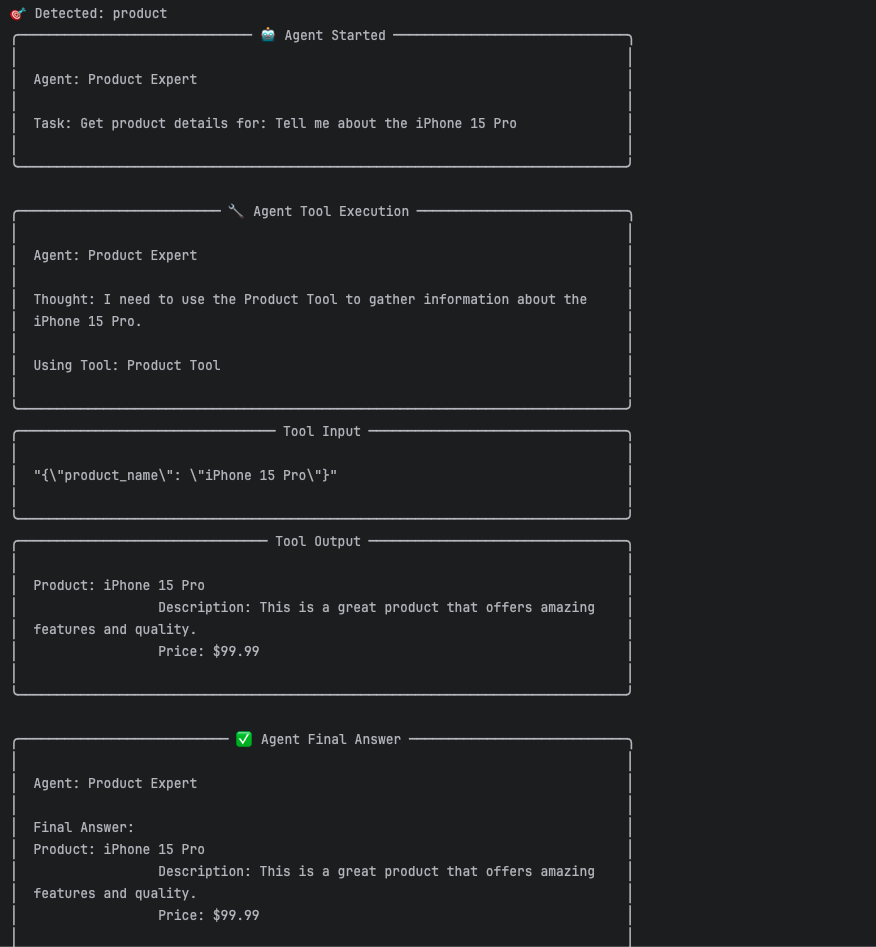 🎯 Detected: product
🤖 Agent Started
Agent: Product Expert
Task: Get product details for: Tell me about the iPhone 15 Pro
🔧 Agent Tool Execution
Agent: Product Expert
Thought: I need to use the Product Tool to gather information about the
iPhone 15 Pro.
Using Tool: Product Tool
Tool Input
"{\"product_name\": \"iPhone 15 Pro\"}"
Tool Output
Product: iPhone 15 Pro
Description: This is a great product that offers amazing
features and quality.
Price: $99.99
✅ Agent Final Answer
Agent: Product Expert
Final Answer:
Product: iPhone 15 Pro
Description: This is a great product that offers amazing
features and quality.
Price: $99.99